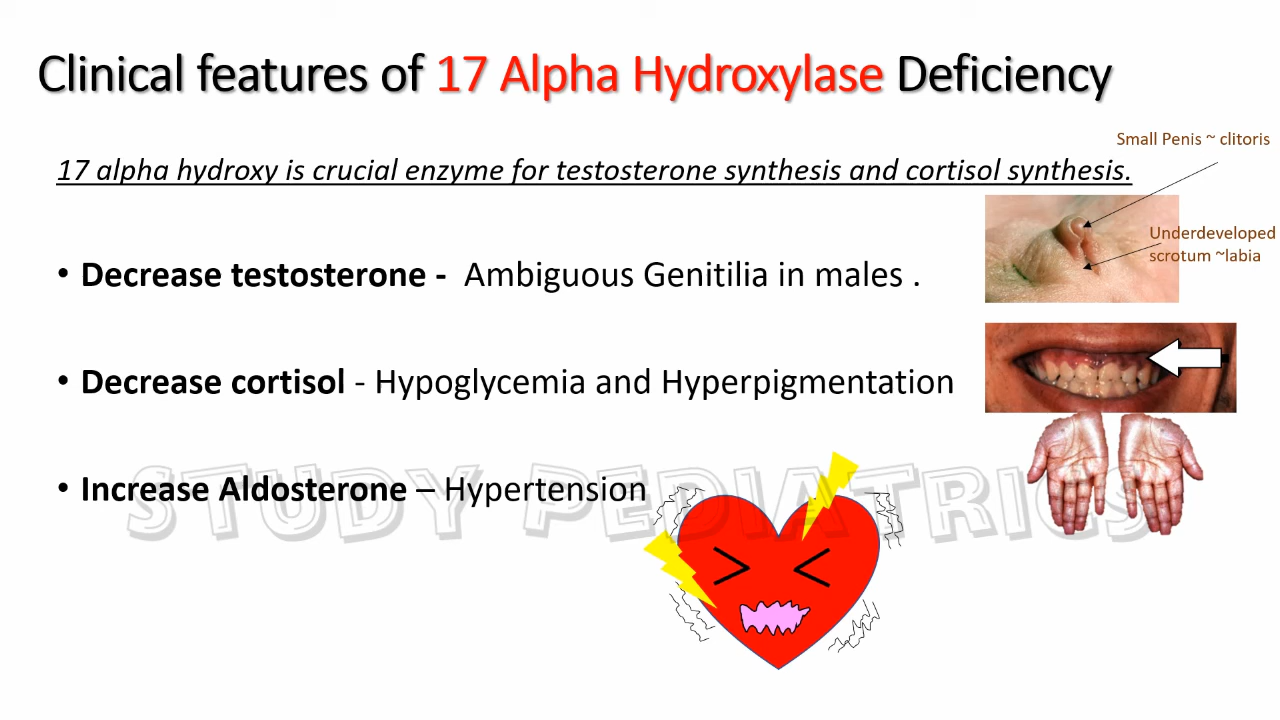 Clinical features of 17 Alpha Hydroxylase Deficiency
Small Penis ~ clitoris
17 alpha hydroxy is crucial enzyme for testosterone synthesis and cortisol synthesis.
Underdeveloped
scrotum ~labia
• Decrease testosterone - Ambiguous Genitilia in males .
• Decrease cortisol - Hypoglycemia and Hyperpigmentation
• Increase Aldosterone – Hypertension
STUDY PEDIATRICS